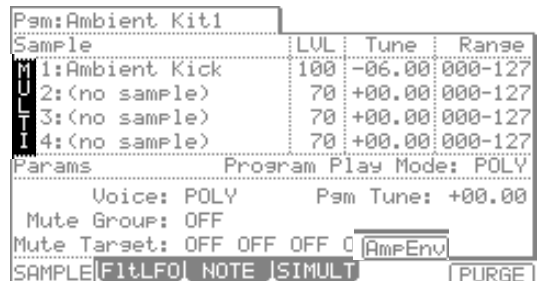 Pgm:Ambient Kit1
Sample LVL Tune Range
MULTI
1:Ambient Kick 100 -06.00 000-127
2:(no sample) 70 +00.00 000-127
3:(no sample) 70 +00.00 000-127
4:(no sample) 70 +00.00 000-127
Params Program Play Mode: POLY
Voice: POLY Pgm Tune: +00.00
Mute Group: OFF
Mute Target: OFF OFF OFF AmpEnv
SAMPLE FltLFO NOTE SIMULT PURGE